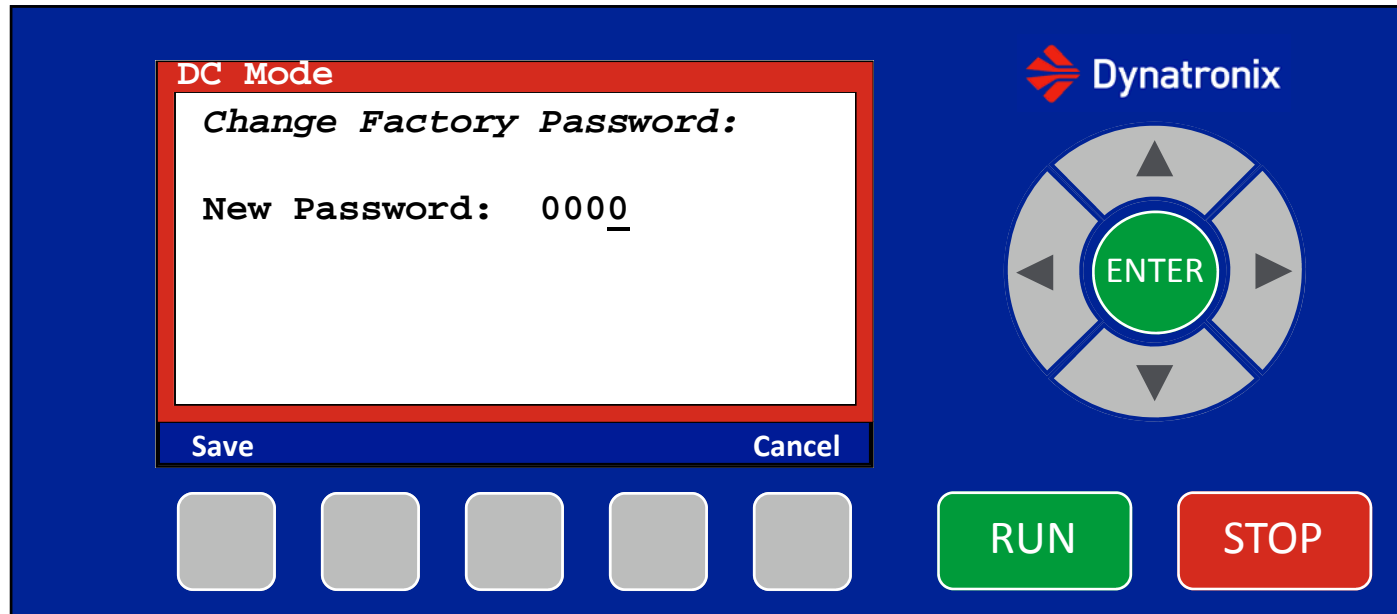 DC Mode
Dynatronix
Change Factory Password:
New Password: 0000
ENTER
Save Cancel
RUN STOP